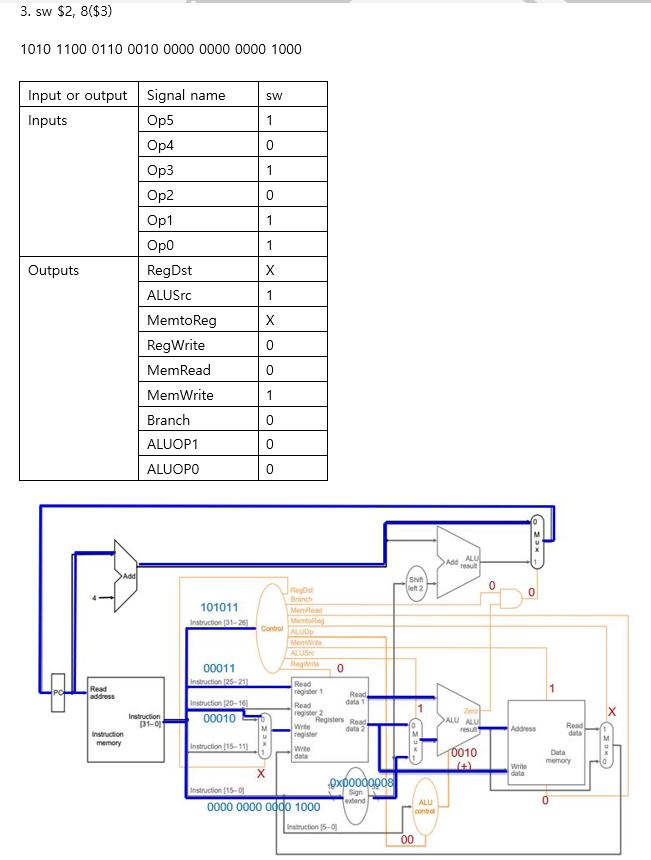 3. sw $2, 8($3)
1010 1100 0110 0010 0000 0000 0000 1000
Input or output Signal name sw
Inputs Op5 1
Op4 0
Op3 1
Op2 0
Op1 1
Op0 1
Outputs RegDst X
ALUSrc 1
MemtoReg X
RegWrite 0
MemRead 0
MemWrite 1
Branch 0
ALUOP1 0
ALUOP0 0
0
M
u
x
1
Add
4
Add ALU
result
Shift
left 2
0
0
101011
Instruction [31–26]
Control
RegDst
Branch
MemRead
MemtoReg
ALUOp
MemWrite
ALUSrc
RegWrite
0
PC
Read
address
Instruction
[31–0]
Instruction
memory
00011
Instruction [25–21]
Instruction [20–16]
00010
Instruction [15–11]
0
M
u
x
1
X
Read
register 1
Read
data 1
Read
register 2
Registers
Read
data 2
Write
register
Write
data
1
0
M
u
x
1
Zero
ALU ALU
result
0010
(+)
1
Address
Read
data
Data
memory
Write
data
0
X
1
M
u
x
0
Instruction [15–0]
0000 0000 0000 1000
16
0x00000008
32
Sign
extend
ALU
control
Instruction [5–0]
00